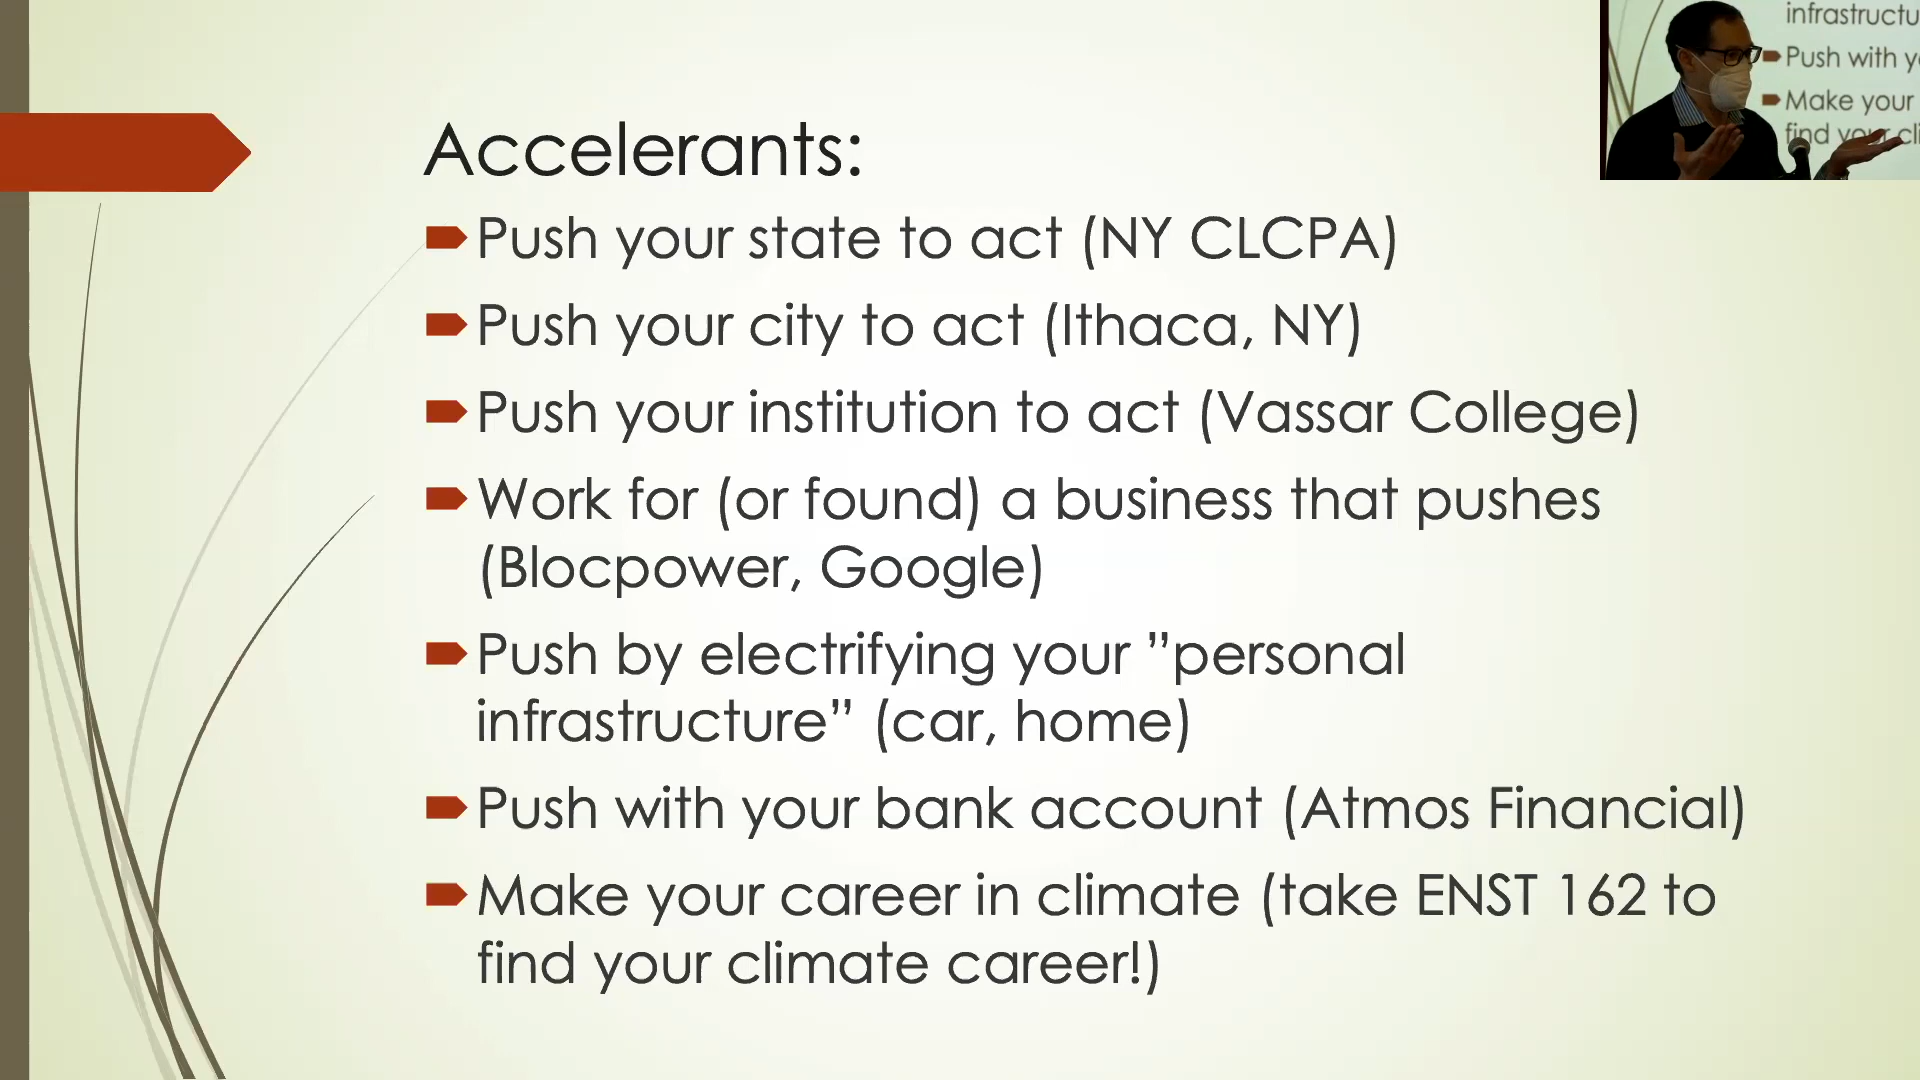 Accelerants:
Push your state to act (NY CLCPA)
Push your city to act (Ithaca, NY)
Push your institution to act (Vassar College)
Work for (or found) a business that pushes
(Blocpower, Google)
Push by electrifying your ”personal
infrastructure” (car, home)
Push with your bank account (Atmos Financial)
Make your career in climate (take ENST 162 to
find your climate career!)
Push with
Make your
find your